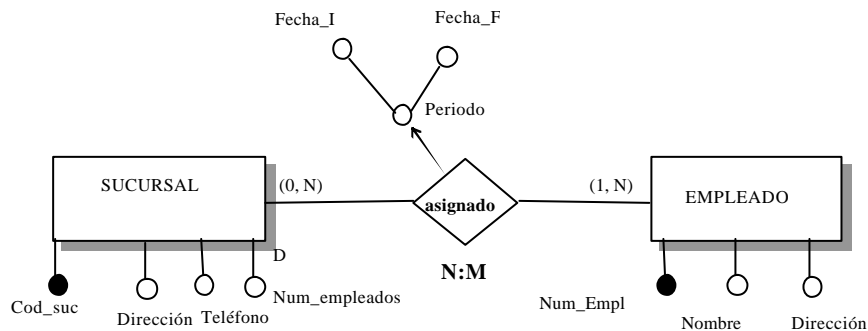 Fecha_I
Fecha_F
Periodo
SUCURSAL
(0, N)
asignado
(1, N)
EMPLEADO
D
N:M
Cod_suc
Dirección
Teléfono
Num_empleados
Num_Empl
Nombre
Dirección